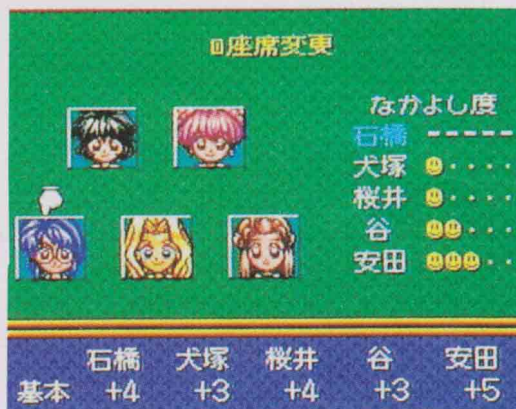 回座席変更
なかよし度
石橋 -----
犬塚
桜井
谷
安田
石橋 犬塚 桜井 谷 安田
基本 +4 +3 +4 +3 +5